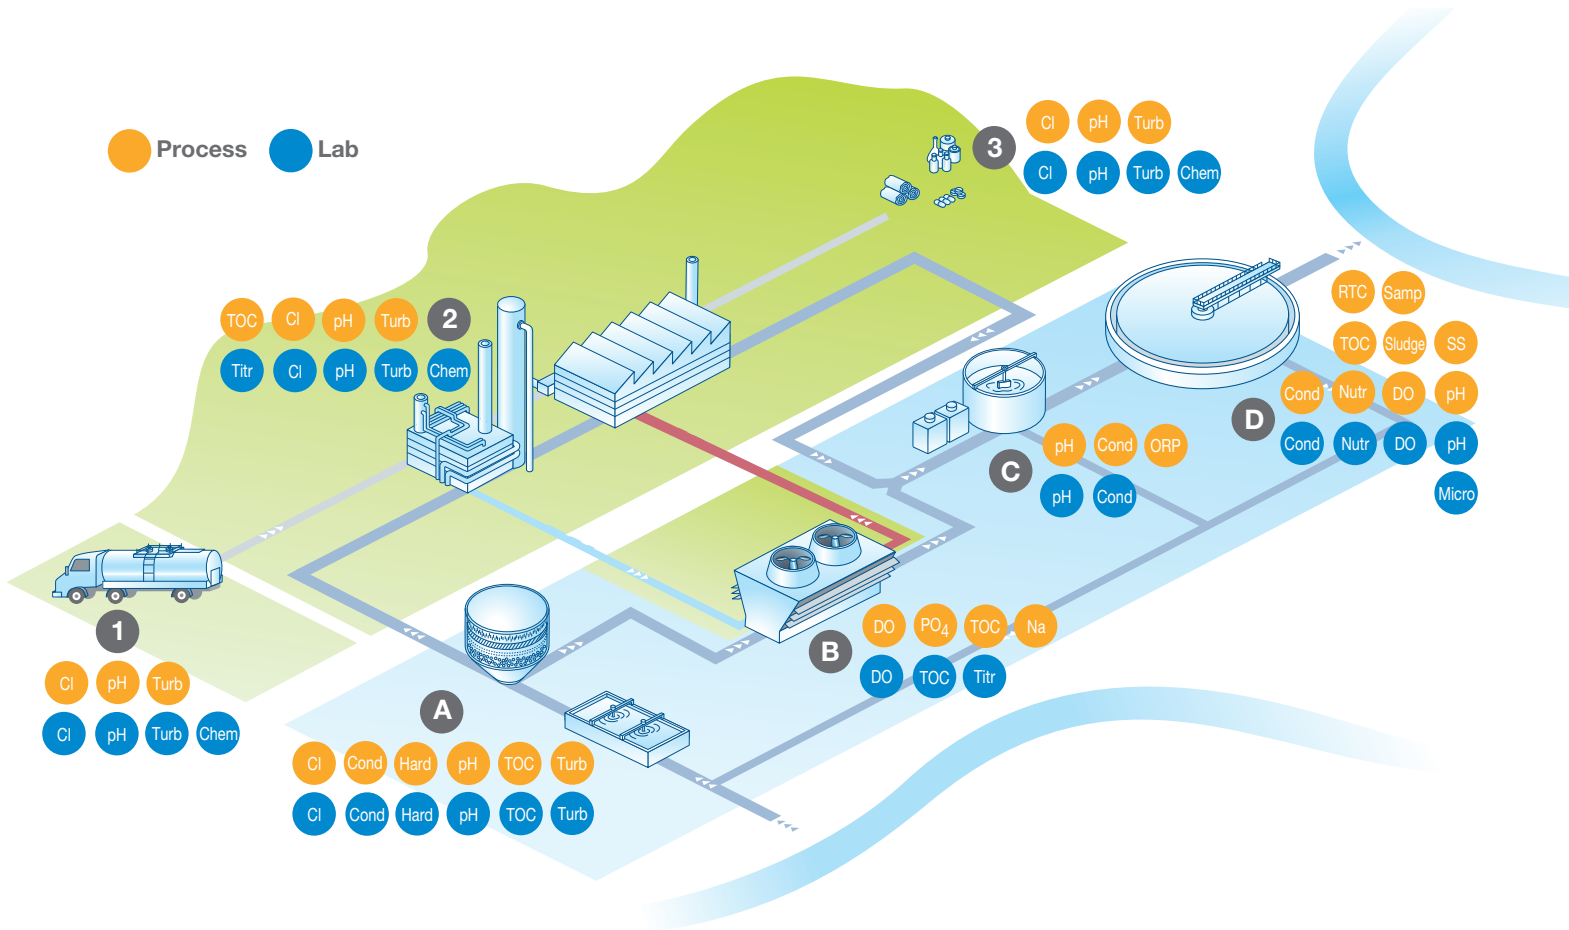 Process Lab
3
Cl pH Turb
Cl pH Turb Chem
TOC Cl pH Turb 2
Titr Cl pH Turb Chem
RTC Samp
TOC Sludge SS
Cond Nutr DO pH
D
Cond Nutr DO pH
Micro
C
pH Cond ORP
pH Cond
1
Cl pH Turb
Cl pH Turb Chem
B
DO PO4 TOC Na
DO TOC Titr
A
Cl Cond Hard pH TOC Turb
Cl Cond Hard pH TOC Turb